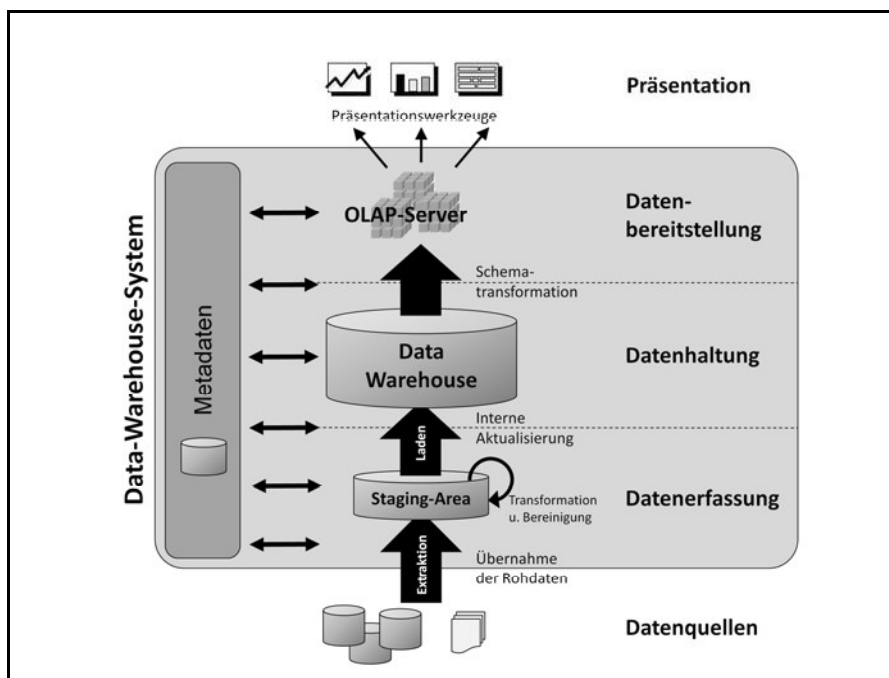 Präsentation
Präsentationswerkzeuge
Data-Warehouse-System
Metadaten
OLAP-Server
Daten-
bereitstellung
Schema-
transformation
Data
Warehouse
Datenhaltung
Laden
Interne
Aktualisierung
Staging-Area
Transformation
u. Bereinigung
Datenerfassung
Extraktion
Übernahme
der Rohdaten
Datenquellen